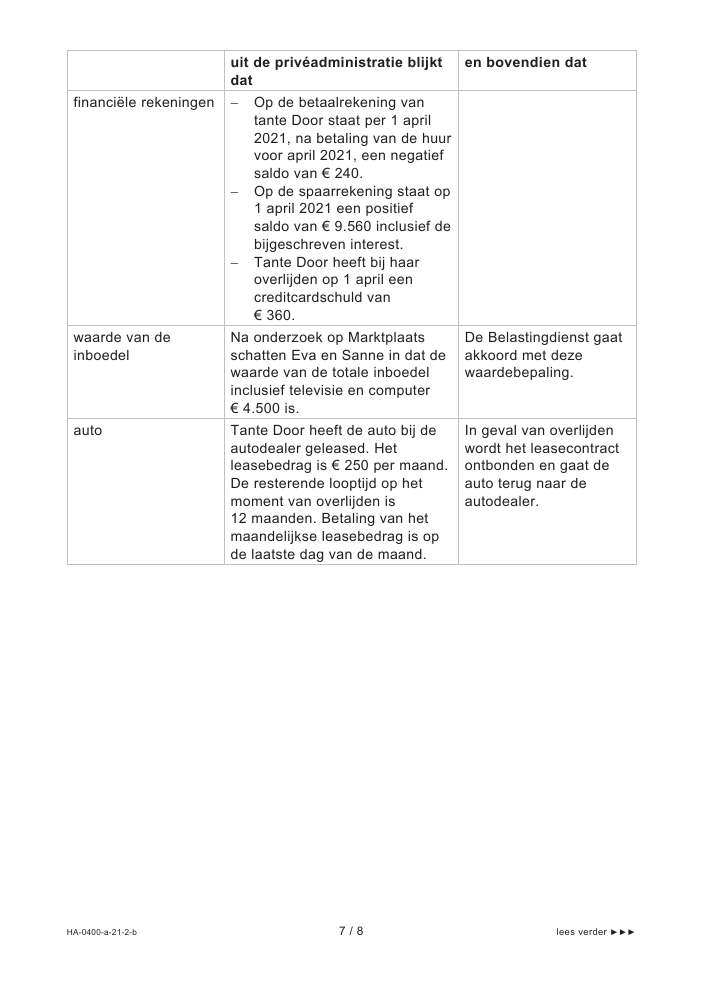 uit de privéadministratie blijkt
dat
en bovendien dat
financiële rekeningen
– Op de betaalrekening van
tante Door staat per 1 april
2021, na betaling van de huur
voor april 2021, een negatief
saldo van € 240.
– Op de spaarrekening staat op
1 april 2021 een positief
saldo van € 9.560 inclusief de
bijgeschreven interest.
– Tante Door heeft bij haar
overlijden op 1 april een
creditcardschuld van
€ 360.
waarde van de
inboedel
Na onderzoek op Marktplaats
schatten Eva en Sanne in dat de
waarde van de totale inboedel
inclusief televisie en computer
€ 4.500 is.
De Belastingdienst gaat
akkoord met deze
waardebepaling.
auto
Tante Door heeft de auto bij de
autodealer geleased. Het
leasebedrag is € 250 per maand.
De resterende looptijd op het
moment van overlijden is
12 maanden. Betaling van het
maandelijkse leasebedrag is op
de laatste dag van de maand.
In geval van overlijden
wordt het leasecontract
ontbonden en gaat de
auto terug naar de
autodealer.
HA-0400-a-21-2-b
7 / 8
lees verder ►►►